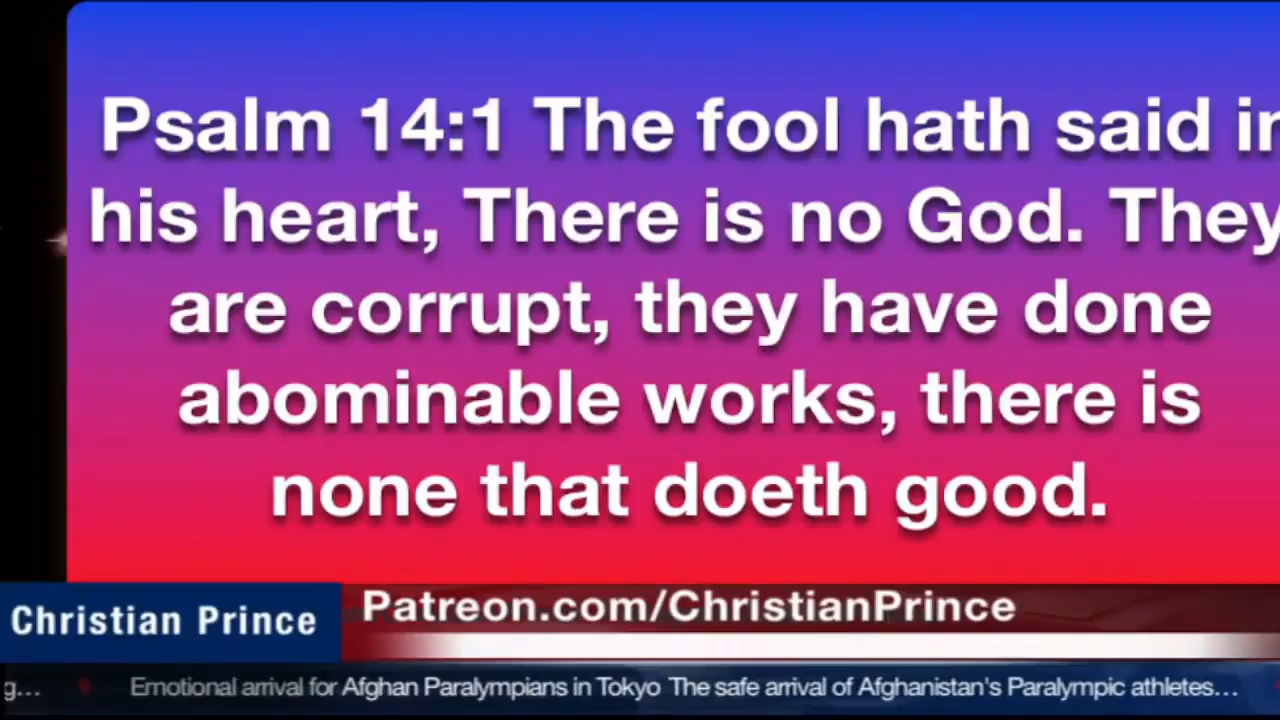 Psalm 14:1 The fool hath said in
his heart, There is no God. They
are corrupt, they have done
abominable works, there is
none that doeth good.
Christian Prince
Patreon.com/ChristianPrince
g... Emotional arrival for Afghan Paralympians in Tokyo The safe arrival of Afghanistan's Paralympic athletes...